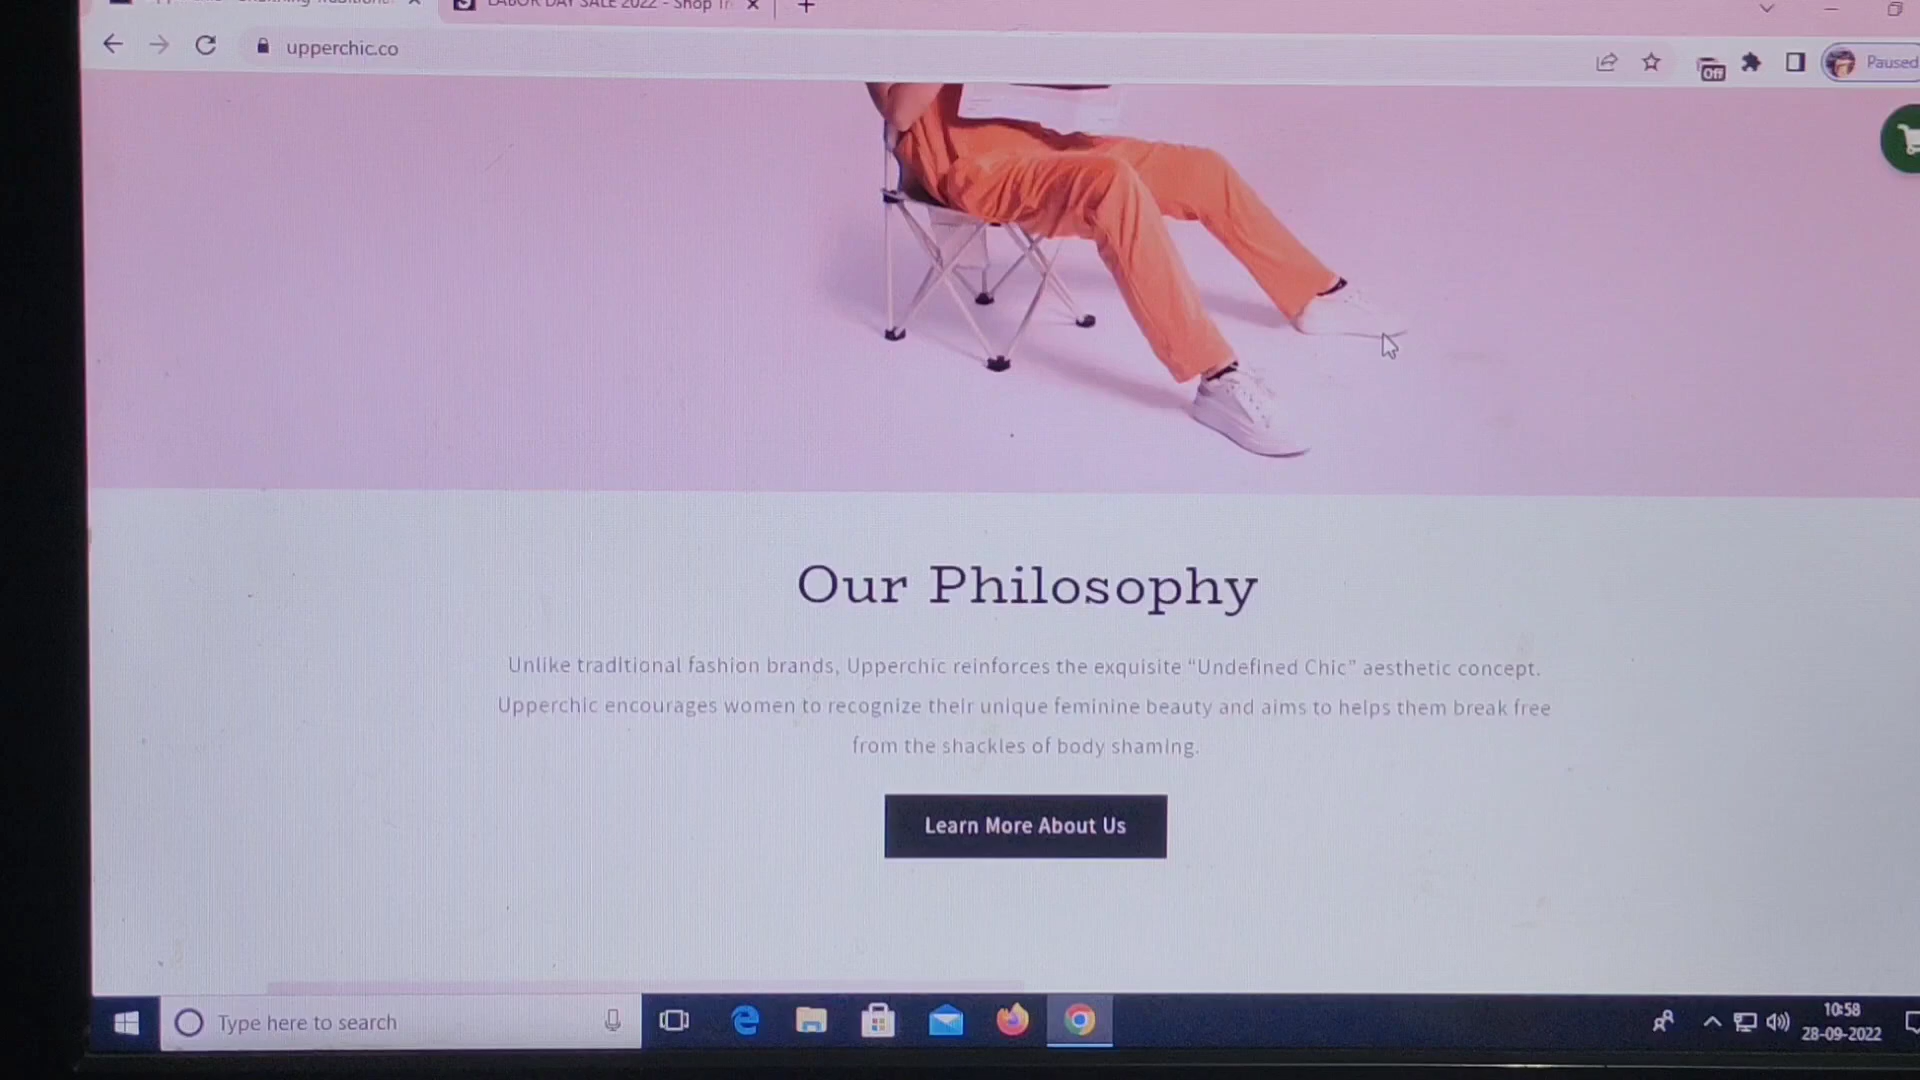 LABOR DAY SALE 2022 - Shop
upperchic.co
Off
Paused
Our Philosophy
Unlike traditional fashion brands, Upperchic reinforces the exquisite “Undefined Chic” aesthetic concept.
Upperchic encourages women to recognize their unique feminine beauty and aims to helps them break free
from the shackles of body shaming.
Learn More About Us
Type here to search
10:58
28-09-2022